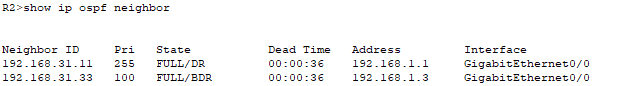 R2>show ip ospf neighbor
Neighbor ID     Pri   State           Dead Time   Address         Interface
192.168.31.11   255   FULL/DR         00:00:36    192.168.1.1     GigabitEthernet0/0
192.168.31.33   100   FULL/BDR        00:00:36    192.168.1.3     GigabitEthernet0/0